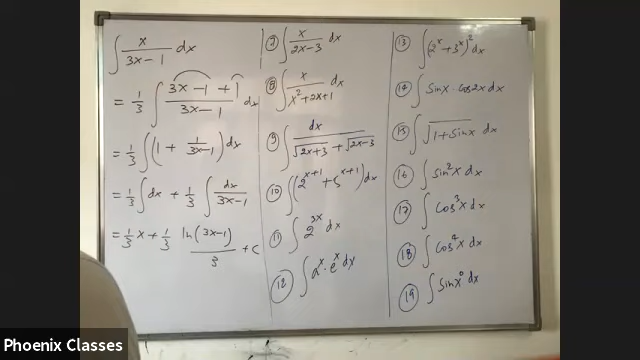 ∫ x/(3x-1) dx
= 1/3 ∫ (3x-1+1)/(3x-1) dx
= 1/3 ∫ (1 + 1/(3x-1)) dx
= 1/3 ∫ dx + 1/3 ∫ dx/(3x-1)
= 1/3 x + 1/3 ln(3x-1)/3 + c
7) ∫ x/(2x-3) dx
8) ∫ x/(x²+2x+1) dx
9) ∫ dx/(√(2x+3) + √(2x-3))
10) ∫ (2^(x+1) + 5^(x+1)) dx
11) ∫ 2^(3x) dx
12) ∫ a^x · e^x dx
13) ∫ (2^x + 3^x)² dx
14) ∫ sinx · cos2x dx
15) ∫ √(1+sinx) dx
16) ∫ sin²x dx
17) ∫ cos³x dx
18) ∫ cos⁴x dx
19) ∫ sinx° dx
Phoenix Classes